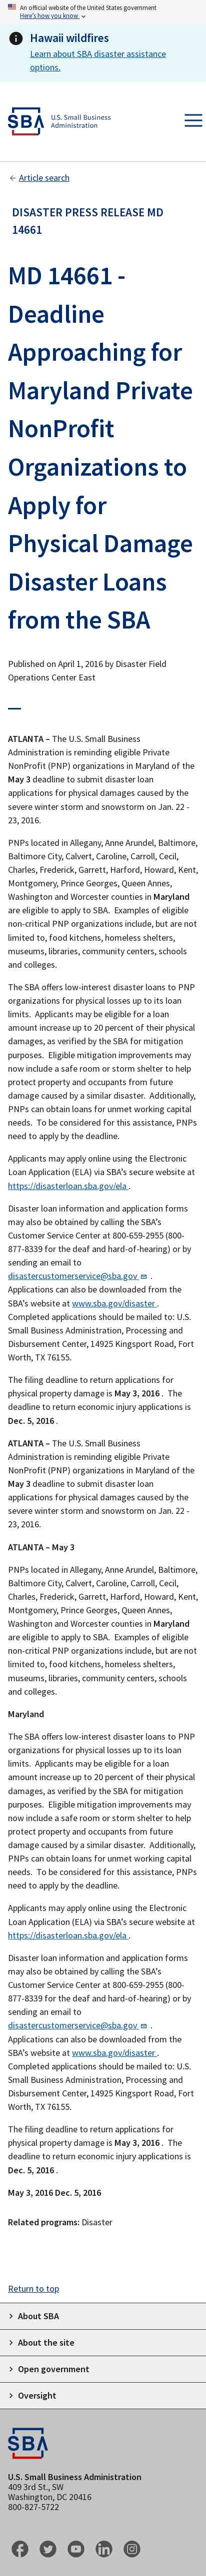 An official website of the United States government
Here's how you know
Hawaii wildfires
Learn about SBA disaster assistance
options.
SBA
U.S. Small Business
Administration
Article search
DISASTER PRESS RELEASE MD
14661
MD 14661 -
Deadline
Approaching for
Maryland Private
NonProfit
Organizations to
Apply for
Physical Damage
Disaster Loans
from the SBA
Published on April 1, 2016 by Disaster Field
Operations Center East
ATLANTA – The U.S. Small Business
Administration is reminding eligible Private
NonProfit (PNP) organizations in Maryland of the
May 3 deadline to submit disaster loan
applications for physical damages caused by the
severe winter storm and snowstorm on Jan. 22 -
23, 2016.
PNPs located in Allegany, Anne Arundel, Baltimore,
Baltimore City, Calvert, Caroline, Carroll, Cecil,
Charles, Frederick, Garrett, Harford, Howard, Kent,
Montgomery, Prince Georges, Queen Annes,
Washington and Worcester counties in Maryland
are eligible to apply to SBA. Examples of eligible
non-critical PNP organizations include, but are not
limited to, food kitchens, homeless shelters,
museums, libraries, community centers, schools
and colleges.
The SBA offers low-interest disaster loans to PNP
organizations for physical losses up to its loan
limits. Applicants may be eligible for a loan
amount increase up to 20 percent of their physical
damages, as verified by the SBA for mitigation
purposes. Eligible mitigation improvements may
now include a safe room or storm shelter to help
protect property and occupants from future
damage caused by a similar disaster. Additionally,
PNPs can obtain loans for unmet working capital
needs. To be considered for this assistance, PNPs
need to apply by the deadline.
Applicants may apply online using the Electronic
Loan Application (ELA) via SBA's secure website at
https://disasterloan.sba.gov/ela .
Disaster loan information and application forms
may also be obtained by calling the SBA's
Customer Service Center at 800-659-2955 (800-
877-8339 for the deaf and hard-of-hearing) or by
sending an email to
disastercustomerservice@sba.gov .
Applications can also be downloaded from the
SBA's website at www.sba.gov/disaster .
Completed applications should be mailed to: U.S.
Small Business Administration, Processing and
Disbursement Center, 14925 Kingsport Road, Fort
Worth, TX 76155.
The filing deadline to return applications for
physical property damage is May 3, 2016 . The
deadline to return economic injury applications is
Dec. 5, 2016 .
ATLANTA – The U.S. Small Business
Administration is reminding eligible Private
NonProfit (PNP) organizations in Maryland of the
May 3 deadline to submit disaster loan
applications for physical damages caused by the
severe winter storm and snowstorm on Jan. 22 -
23, 2016.
ATLANTA – May 3
PNPs located in Allegany, Anne Arundel, Baltimore,
Baltimore City, Calvert, Caroline, Carroll, Cecil,
Charles, Frederick, Garrett, Harford, Howard, Kent,
Montgomery, Prince Georges, Queen Annes,
Washington and Worcester counties in Maryland
are eligible to apply to SBA. Examples of eligible
non-critical PNP organizations include, but are not
limited to, food kitchens, homeless shelters,
museums, libraries, community centers, schools
and colleges.
Maryland
The SBA offers low-interest disaster loans to PNP
organizations for physical losses up to its loan
limits. Applicants may be eligible for a loan
amount increase up to 20 percent of their physical
damages, as verified by the SBA for mitigation
purposes. Eligible mitigation improvements may
now include a safe room or storm shelter to help
protect property and occupants from future
damage caused by a similar disaster. Additionally,
PNPs can obtain loans for unmet working capital
needs. To be considered for this assistance, PNPs
need to apply by the deadline.
Applicants may apply online using the Electronic
Loan Application (ELA) via SBA's secure website at
https://disasterloan.sba.gov/ela .
Disaster loan information and application forms
may also be obtained by calling the SBA's
Customer Service Center at 800-659-2955 (800-
877-8339 for the deaf and hard-of-hearing) or by
sending an email to
disastercustomerservice@sba.gov .
Applications can also be downloaded from the
SBA's website at www.sba.gov/disaster .
Completed applications should be mailed to: U.S.
Small Business Administration, Processing and
Disbursement Center, 14925 Kingsport Road, Fort
Worth, TX 76155.
The filing deadline to return applications for
physical property damage is May 3, 2016 . The
deadline to return economic injury applications is
Dec. 5, 2016 .
May 3, 2016 Dec. 5, 2016
Related programs: Disaster
Return to top
About SBA
About the site
Open government
Oversight
SBA
U.S. Small Business Administration
409 3rd St., SW
Washington, DC 20416
800-827-5722